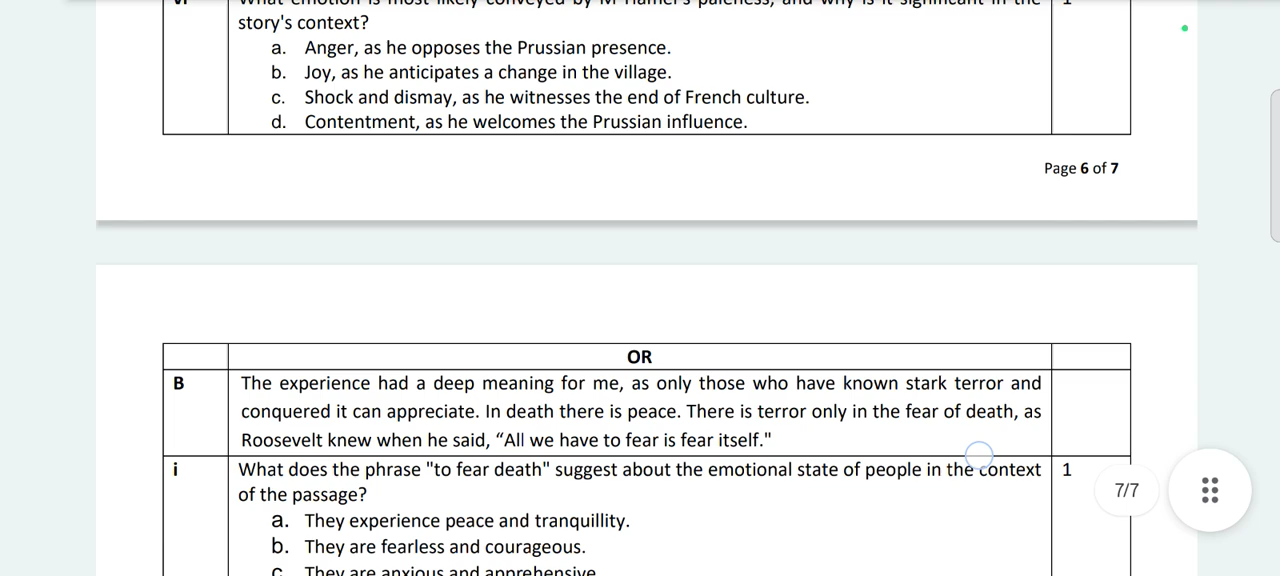 story's context?
a. Anger, as he opposes the Prussian presence.
b. Joy, as he anticipates a change in the village.
c. Shock and dismay, as he witnesses the end of French culture.
d. Contentment, as he welcomes the Prussian influence.
Page 6 of 7
OR
B The experience had a deep meaning for me, as only those who have known stark terror and
conquered it can appreciate. In death there is peace. There is terror only in the fear of death, as
Roosevelt knew when he said, “All we have to fear is fear itself."
i What does the phrase "to fear death" suggest about the emotional state of people in the context 1
of the passage?
7/7
a. They experience peace and tranquillity.
b. They are fearless and courageous.
c. They are anxious and apprehensive.